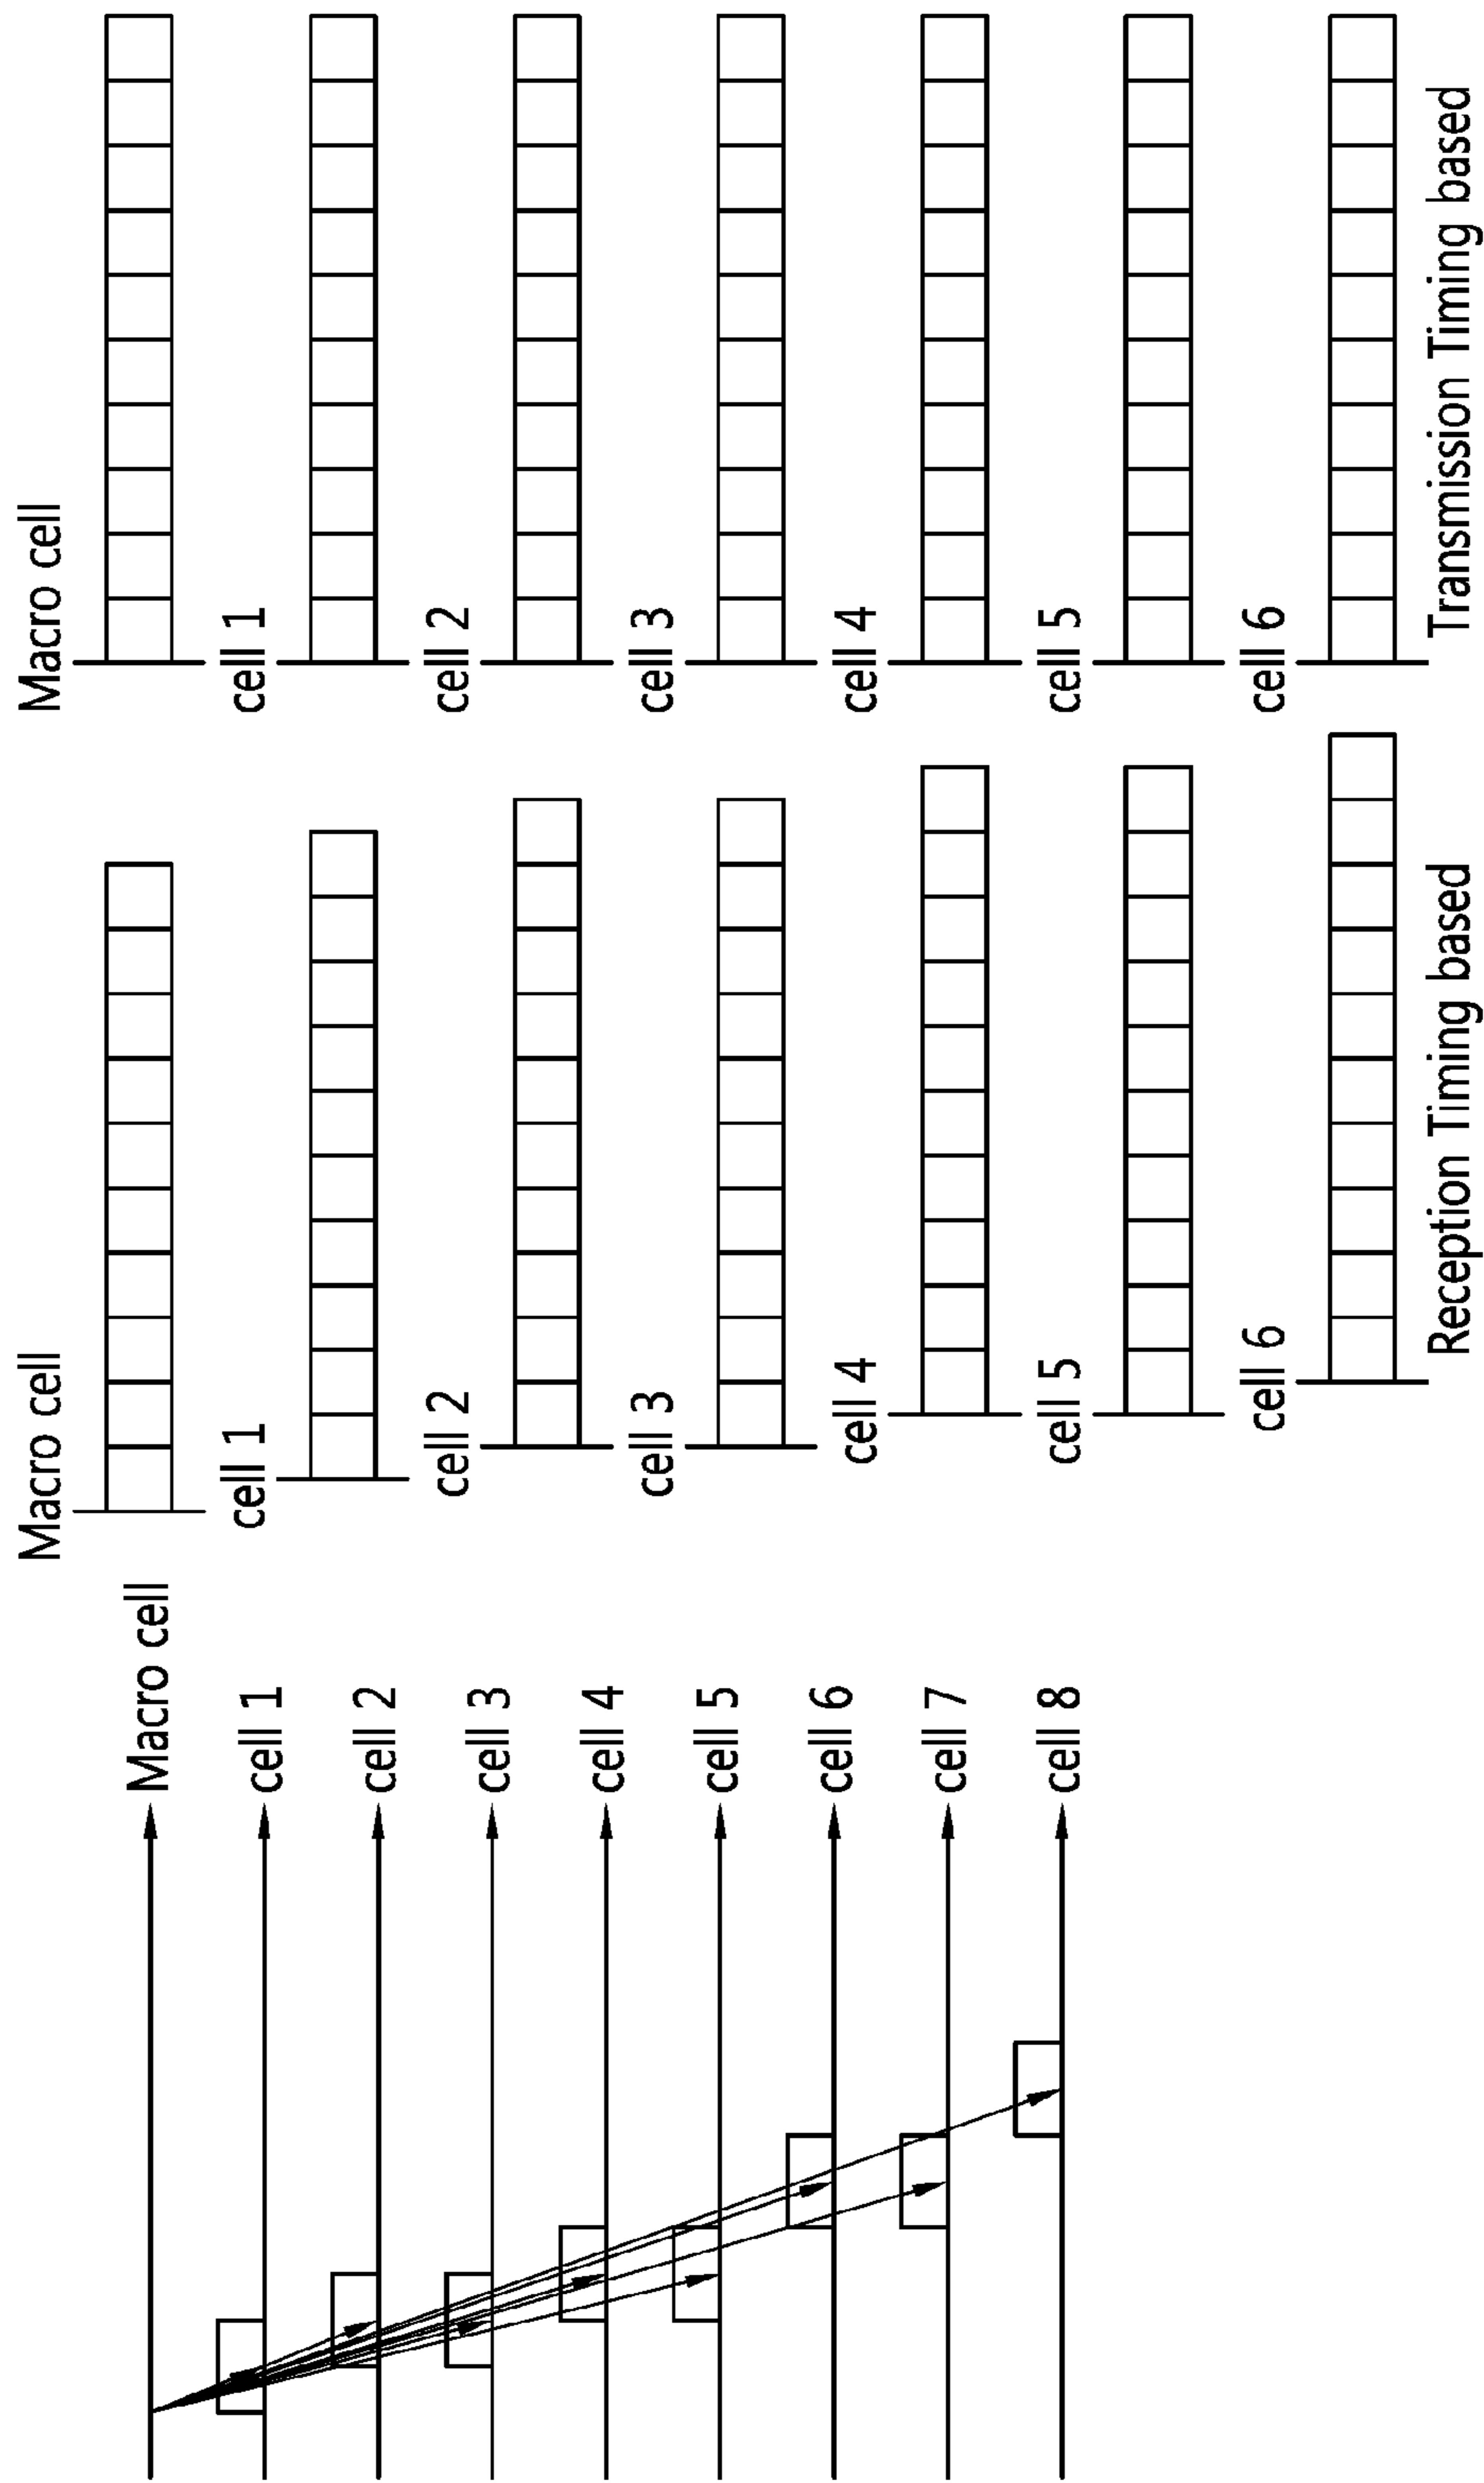 Macro cell
cell 1
cell 2
cell 3
cell 4
cell 5
cell 6
cell 7
cell 8
Macro cell
cell 1
cell 2
cell 3
cell 4
cell 5
cell 6
Reception Timing based
Macro cell
cell 1
cell 2
cell 3
cell 4
cell 5
cell 6
Transmission Timing based